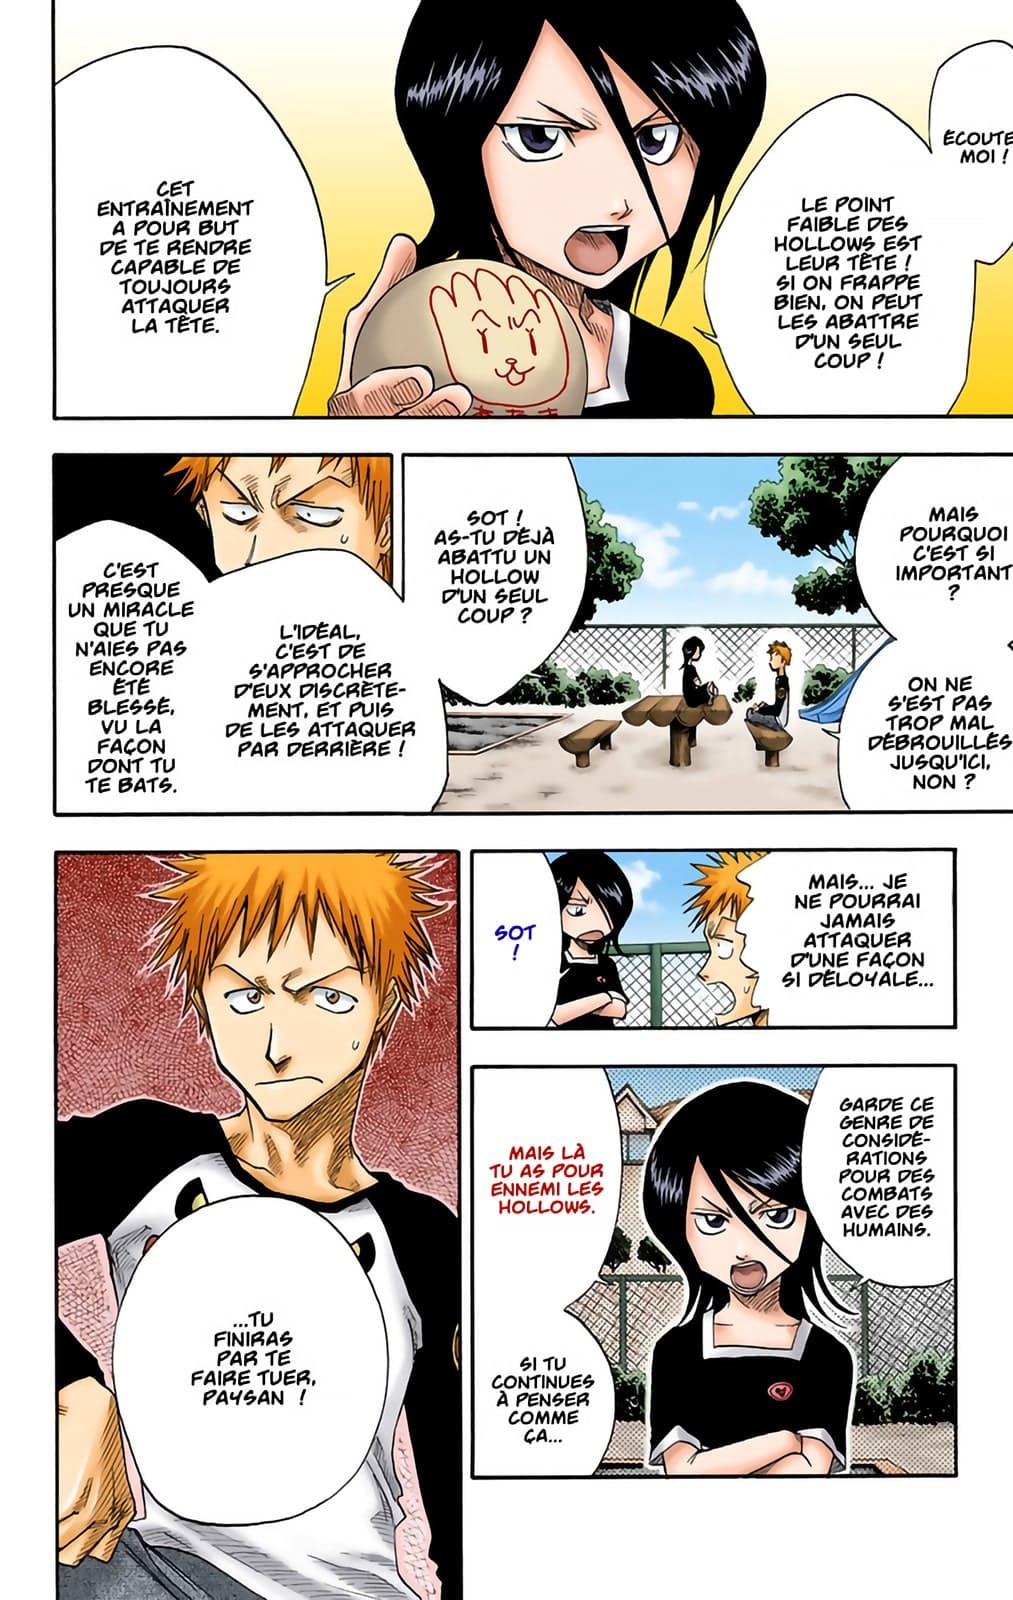 ÉCOUTE
MOI !
LE POINT
FAIBLE DES
HOLLOWS EST
LEUR TÊTE !
SI ON FRAPPE
BIEN, ON PEUT
LES ABATTRE
D'UN SEUL
COUP !
CET
ENTRAÎNEMENT
A POUR BUT
DE TE RENDRE
CAPABLE DE
TOUJOURS
ATTAQUER
LA TÊTE.
MAIS
POURQUOI
C'EST SI
IMPORTANT
?
ON NE
S'EST PAS
TROP MAL
DÉBROUILLÉS
JUSQU'ICI,
NON ?
SOT !
AS-TU DÉJÀ
ABATTU UN
HOLLOW
D'UN SEUL
COUP ?
L'IDÉAL,
C'EST DE
S'APPROCHER
D'EUX DISCRÈTE-
MENT, ET PUIS
DE LES ATTAQUER
PAR DERRIÈRE !
C'EST
PRESQUE
UN MIRACLE
QUE TU
N'AIES PAS
ENCORE
ÉTÉ
BLESSÉ,
VU LA
FAÇON
DONT TU
TE BATS.
MAIS... JE
NE POURRAI
JAMAIS
ATTAQUER
D'UNE FAÇON
SI DÉLOYALE...
SOT
!
GARDE CE
GENRE DE
CONSIDÉ-
RATIONS
POUR DES
COMBATS
AVEC DES
HUMAINS.
MAIS LÀ
TU AS POUR
ENNEMI LES
HOLLOWS.
SI TU
CONTINUES
À PENSER
COMME
ÇA...
...TU
FINIRAS
PAR TE
FAIRE TUER,
PAYSAN !